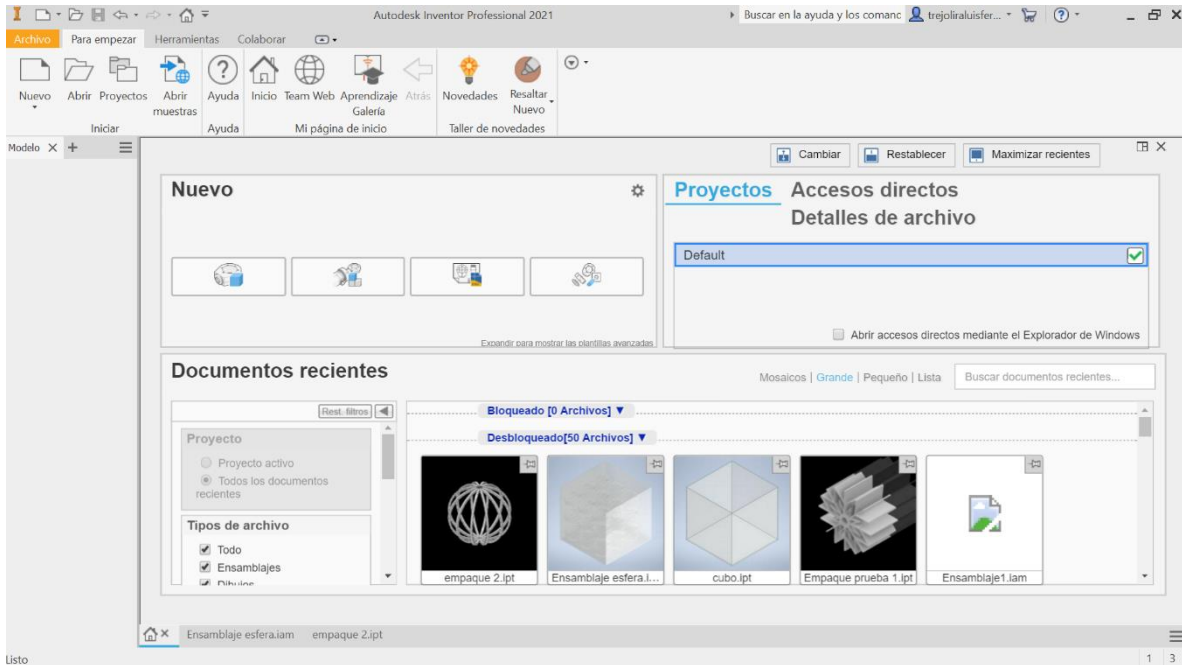 Autodesk Inventor Professional 2021
Buscar en la ayuda y los comanc
trejoliraluisfer...
Archivo
Para empezar
Herramientas
Colaborar
Nuevo
Abrir
Proyectos
Abrir
muestras
Ayuda
Inicio
Team Web
Aprendizaje
Galería
Atrás
Novedades
Resaltar
Nuevo
Iniciar
Ayuda
Mi página de inicio
Taller de novedades
Modelo
Cambiar
Restablecer
Maximizar recientes
Nuevo
Expandir para mostrar las plantillas avanzadas
Proyectos
Accesos directos
Detalles de archivo
Default
Abrir accesos directos mediante el Explorador de Windows
Documentos recientes
Mosaicos | Grande | Pequeño | Lista
Buscar documentos recientes...
Rest. filtros
Proyecto
Proyecto activo
Todos los documentos
recientes
Tipos de archivo
Todo
Ensamblajes
Dibujos
Bloqueado [0 Archivos] ▼
Desbloqueado[50 Archivos] ▼
empaque 2.ipt
Ensamblaje esfera.i...
cubo.ipt
Empaque prueba 1.ipt
Ensamblaje1.iam
Ensamblaje esfera.iam
empaque 2.ipt
Listo
1 3